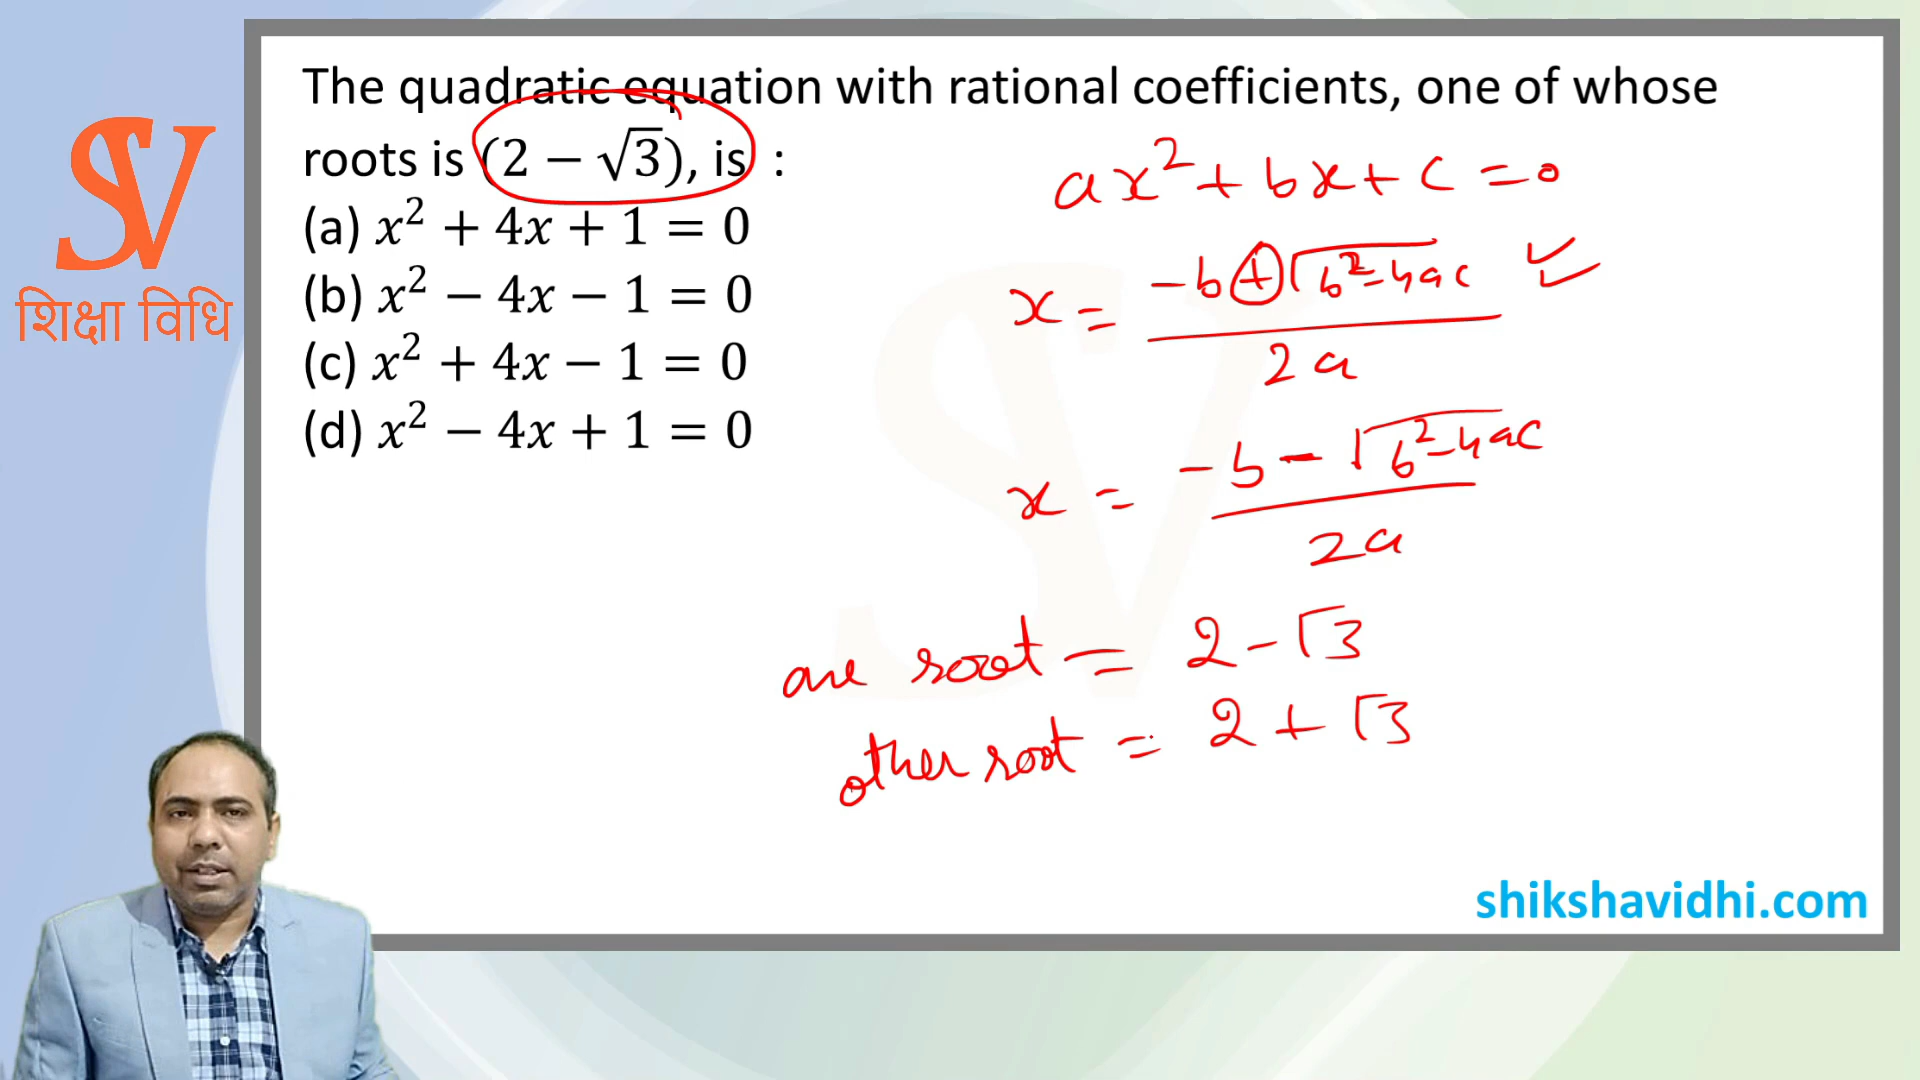 The quadratic equation with rational coefficients, one of whose
roots is (2 − √3), is :
(a) x² + 4x + 1 = 0
(b) x² − 4x − 1 = 0
(c) x² + 4x − 1 = 0
(d) x² − 4x + 1 = 0
ax² + bx + c = 0
x = (-b + √(b² - 4ac)) / 2a
x = (-b - √(b² - 4ac)) / 2a
one root = 2 - √3
other root = 2 + √3
SV
शिक्षा विधि
shikshavidhi.com